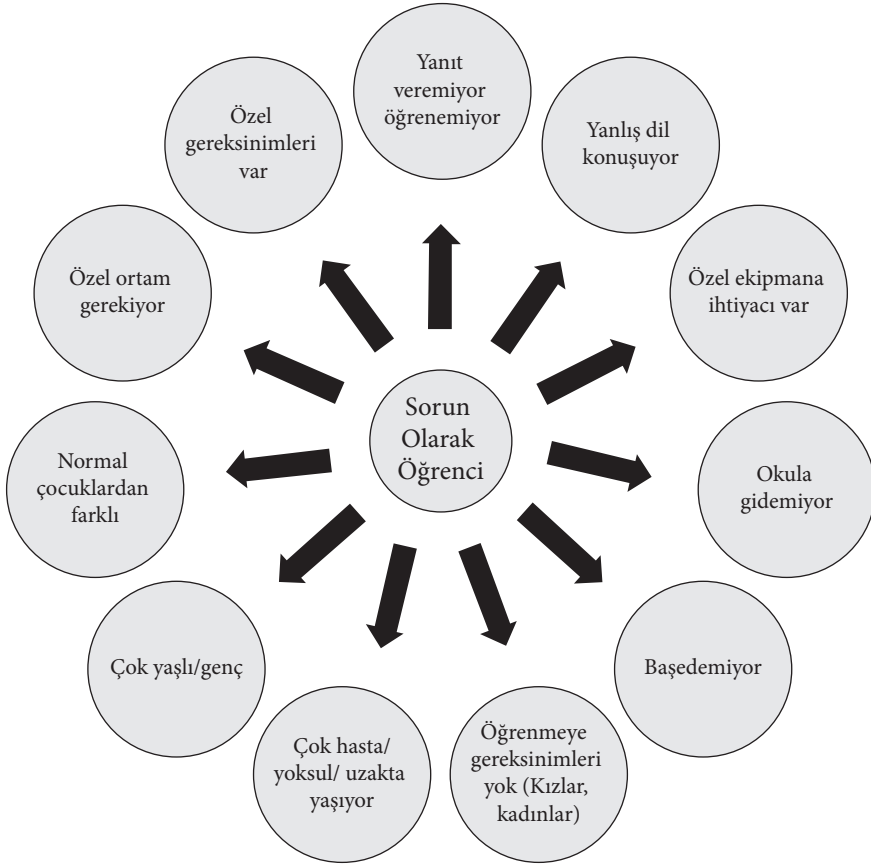 Yanıt
veremiyor
öğrenemiyor
Yanlış dil
konuşuyor
Özel ekipmana
ihtiyacı var
Okula
gidemiyor
Başedemiyor
Öğrenmeye
gereksinimleri
yok (Kızlar,
kadınlar)
Çok hasta/
yoksul/ uzakta
yaşıyor
Çok yaşlı/genç
Normal
çocuklardan
farklı
Özel ortam
gerekiyor
Özel
gereksinimleri
var
Sorun
Olarak
Öğrenci